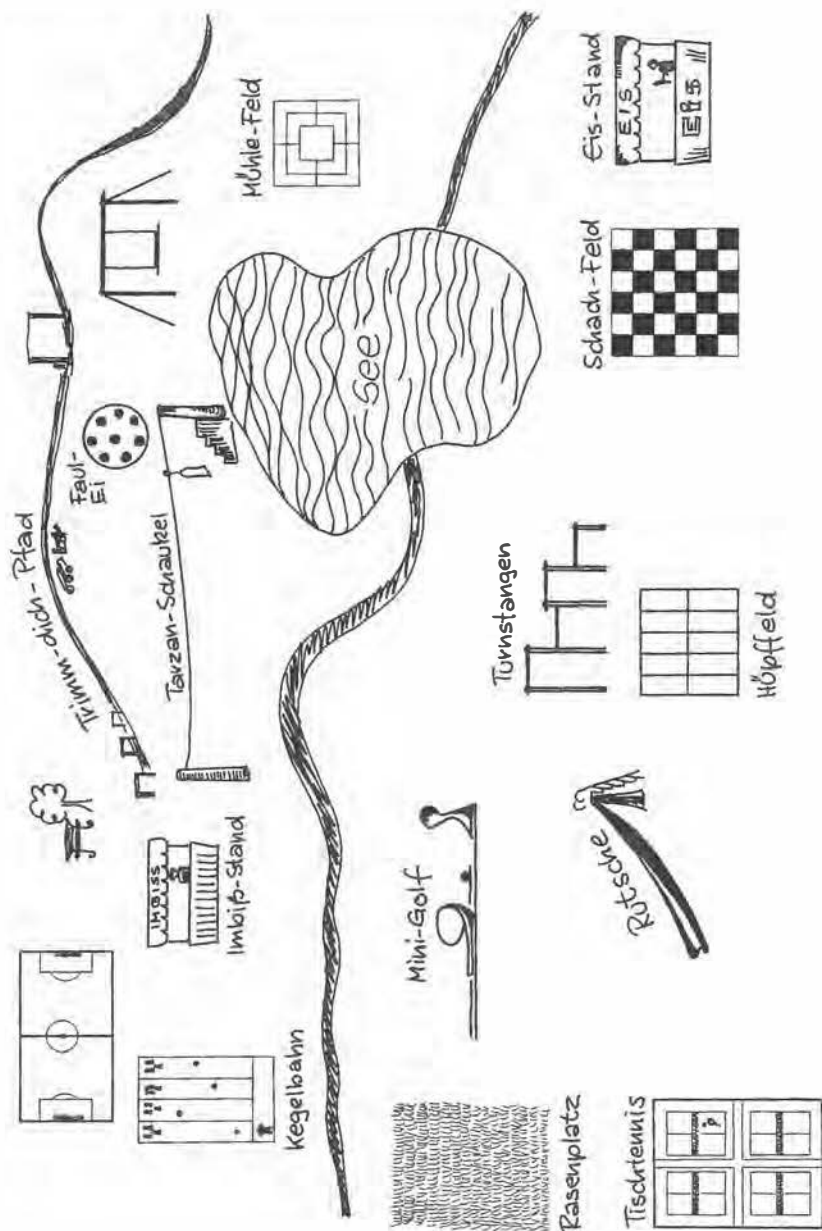 Trimm-dich-Pfad
Faul-
Ei
IMBISS
Tarzan-Schaukel
Imbiß-Stand
Mühle-Feld
Kegelbahn
See
Mini-Golf
Turnstangen
Rasenplatz
Schach-Feld
Eis-Stand
EIS
EIS
Tischtennis
Rutsche
Hüpffeld